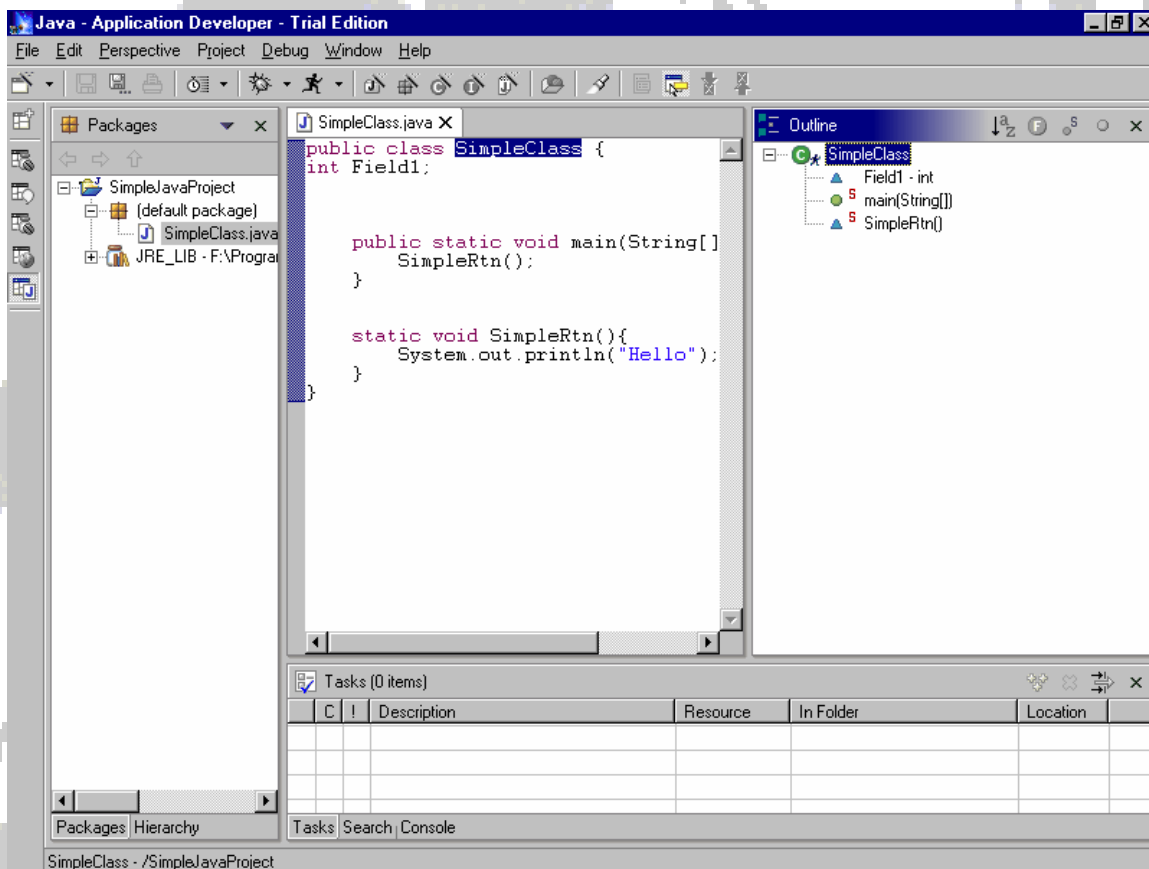 Java - Application Developer - Trial Edition
File Edit Perspective Project Debug Window Help
Packages
SimpleJavaProject
(default package)
SimpleClass.java
JRE_LIB - F:\Progra
Packages Hierarchy
SimpleClass.java
public class SimpleClass {
int Field1;
public static void main(String[]
SimpleRtn();
}
static void SimpleRtn(){
System.out.println("Hello");
}
}
Outline
SimpleClass
Field1 - int
S main(String[])
S SimpleRtn()
Tasks (0 items)
C ! Description Resource In Folder Location
Tasks Search Console
SimpleClass - /SimpleJavaProject